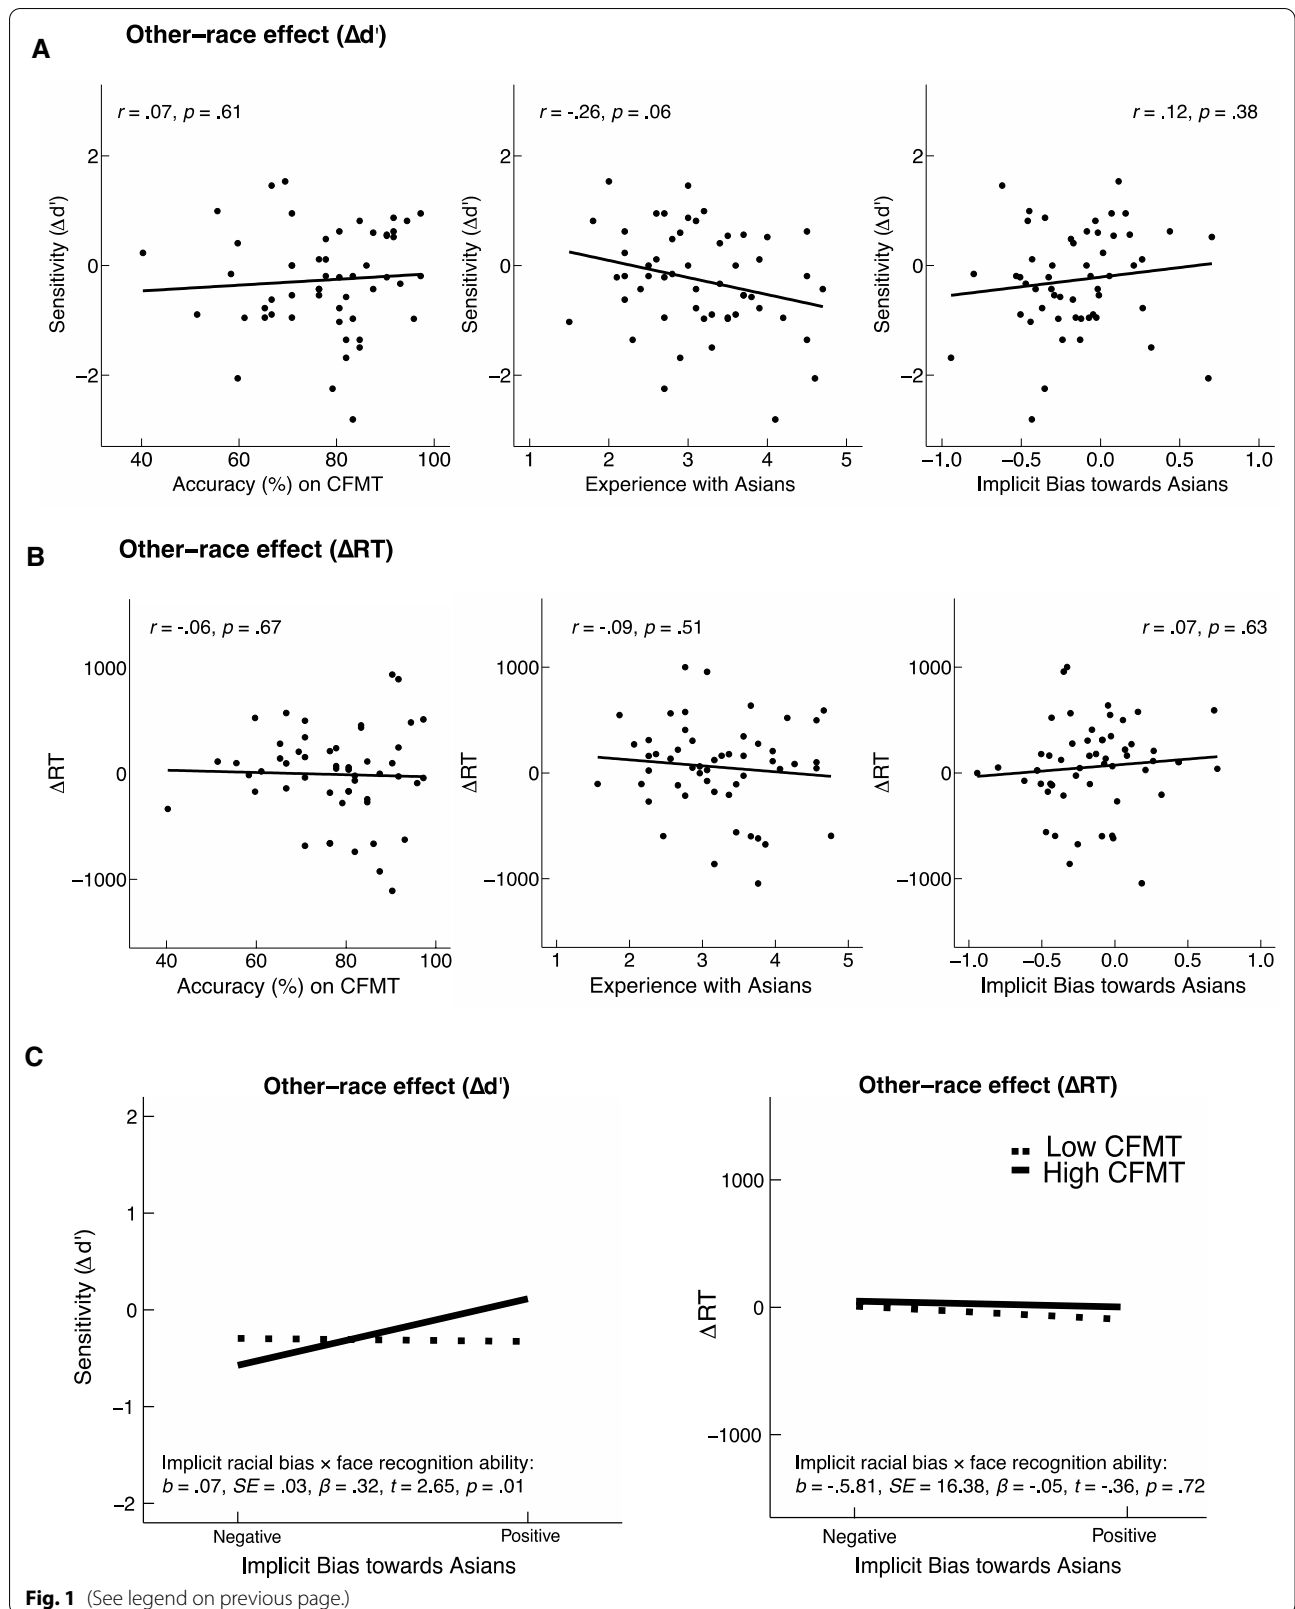 A
Other–race effect (Δd')
r = .07, p = .61
r = -.26, p = .06
r = .12, p = .38
Sensitivity (Δd')
2
0
−2
40 60 80 100
Accuracy (%) on CFMT
Sensitivity (Δd')
2
0
−2
1 2 3 4 5
Experience with Asians
Sensitivity (Δd')
2
0
−2
−1.0 −0.5 0.0 0.5 1.0
Implicit Bias towards Asians
B
Other–race effect (ΔRT)
r = -.06, p = .67
r = -.09, p = .51
r = .07, p = .63
ΔRT
1000
0
−1000
40 60 80 100
Accuracy (%) on CFMT
ΔRT
1000
0
−1000
1 2 3 4 5
Experience with Asians
ΔRT
1000
0
−1000
−1.0 −0.5 0.0 0.5 1.0
Implicit Bias towards Asians
C
Other–race effect (Δd')
Sensitivity (Δd')
2
1
0
−1
−2
Implicit racial bias × face recognition ability:
b = .07, SE = .03, β = .32, t = 2.65, p = .01
Negative Positive
Implicit Bias towards Asians
Other–race effect (ΔRT)
Low CFMT
High CFMT
ΔRT
1000
0
−1000
Implicit racial bias × face recognition ability:
b = -.5.81, SE = 16.38, β = -.05, t = -.36, p = .72
Negative Positive
Implicit Bias towards Asians
Fig. 1 (See legend on previous page.)